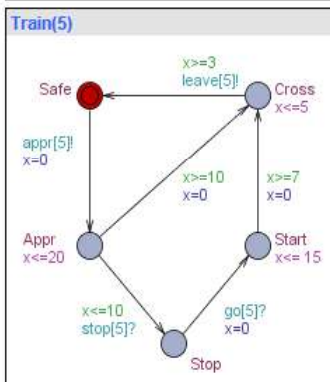 Train(5)
x>=3
leave[5]!
Safe
Cross
x<=5
appr[5]!
x=0
x>=10
x=0
x>=7
x=0
Appr
x<=20
Start
x<= 15
x<=10
stop[5]?
go[5]?
x=0
Stop